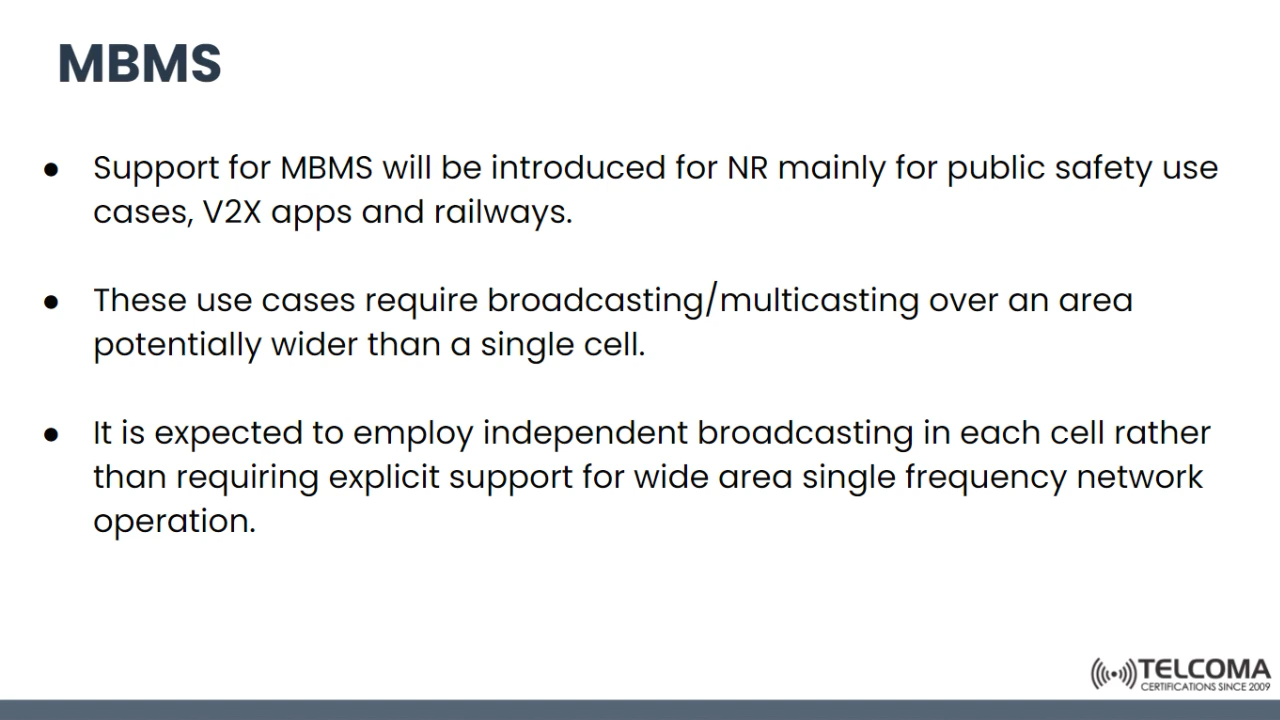 MBMS
● Support for MBMS will be introduced for NR mainly for public safety use
cases, V2X apps and railways.
● These use cases require broadcasting/multicasting over an area
potentially wider than a single cell.
● It is expected to employ independent broadcasting in each cell rather
than requiring explicit support for wide area single frequency network
operation.
TELCOMA
CERTIFICATIONS SINCE 2009